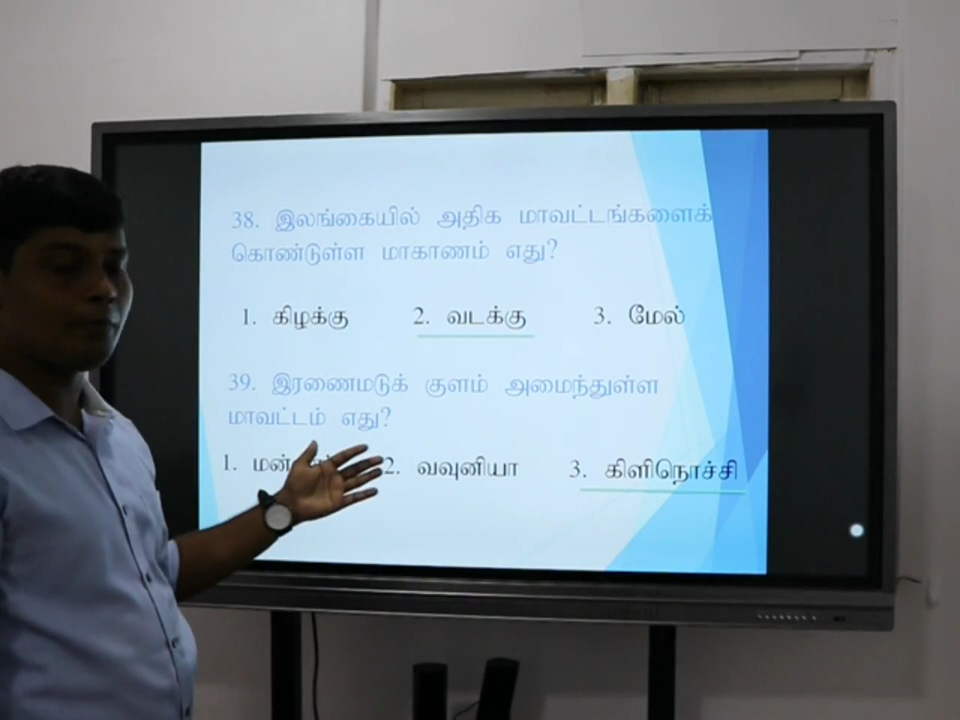 38. இலங்கையில் அதிக மாவட்டங்களைக்
கொண்டுள்ள மாகாணம் எது?
1. கிழக்கு 2. வடக்கு 3. மேல்
39. இரணைமடுக் குளம் அமைந்துள்ள
மாவட்டம் எது?
1. 2. வவுனியா 3. கிளிநொச்சி